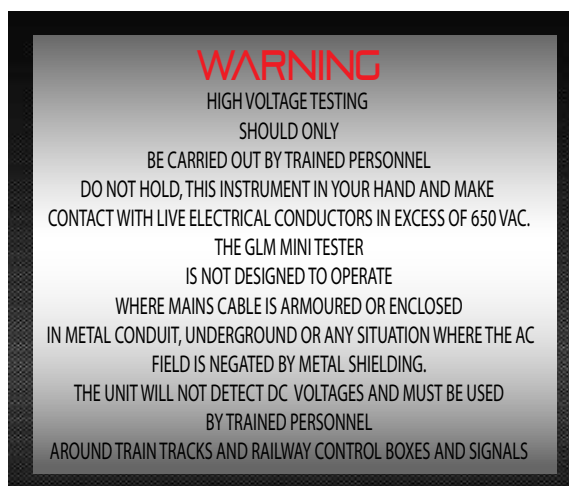 WARNING
HIGH VOLTAGE TESTING
SHOULD ONLY
BE CARRIED OUT BY TRAINED PERSONNEL
DO NOT HOLD, THIS INSTRUMENT IN YOUR HAND AND MAKE
CONTACT WITH LIVE ELECTRICAL CONDUCTORS IN EXCESS OF 650 VAC.
THE GLM MINI TESTER
IS NOT DESIGNED TO OPERATE
WHERE MAINS CABLE IS ARMOURED OR ENCLOSED
IN METAL CONDUIT, UNDERGROUND OR ANY SITUATION WHERE THE AC
FIELD IS NEGATED BY METAL SHIELDING.
THE UNIT WILL NOT DETECT DC VOLTAGES AND MUST BE USED
BY TRAINED PERSONNEL
AROUND TRAIN TRACKS AND RAILWAY CONTROL BOXES AND SIGNALS